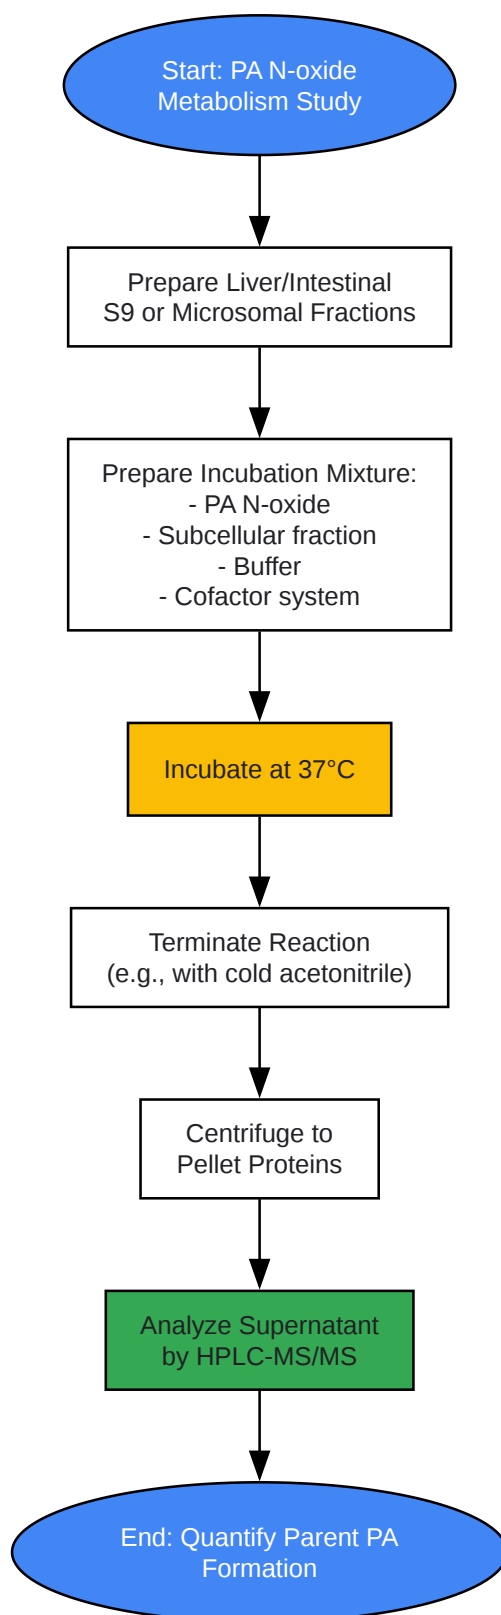 Start: PA N-oxide
Metabolism Study
Prepare Liver/Intestinal
S9 or Microsomal Fractions
Prepare Incubation Mixture:
- PA N-oxide
- Subcellular fraction
- Buffer
- Cofactor system
Incubate at 37°C
Terminate Reaction
(e.g., with cold acetonitrile)
Centrifuge to
Pellet Proteins
Analyze Supernatant
by HPLC-MS/MS
End: Quantify Parent PA
Formation